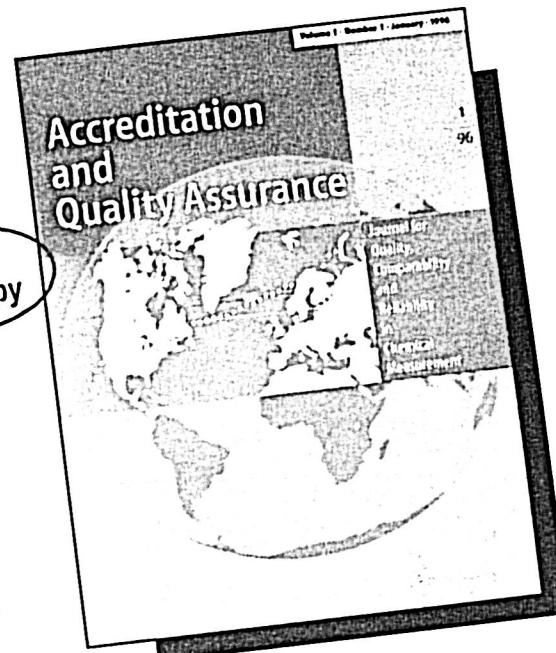 Volume 1 · Number 1 · January · 1996
Accreditation
and
Quality Assurance
1
96
Journal for
Quality,
Comparability
and
Reliability
in
Chemical
Measurement